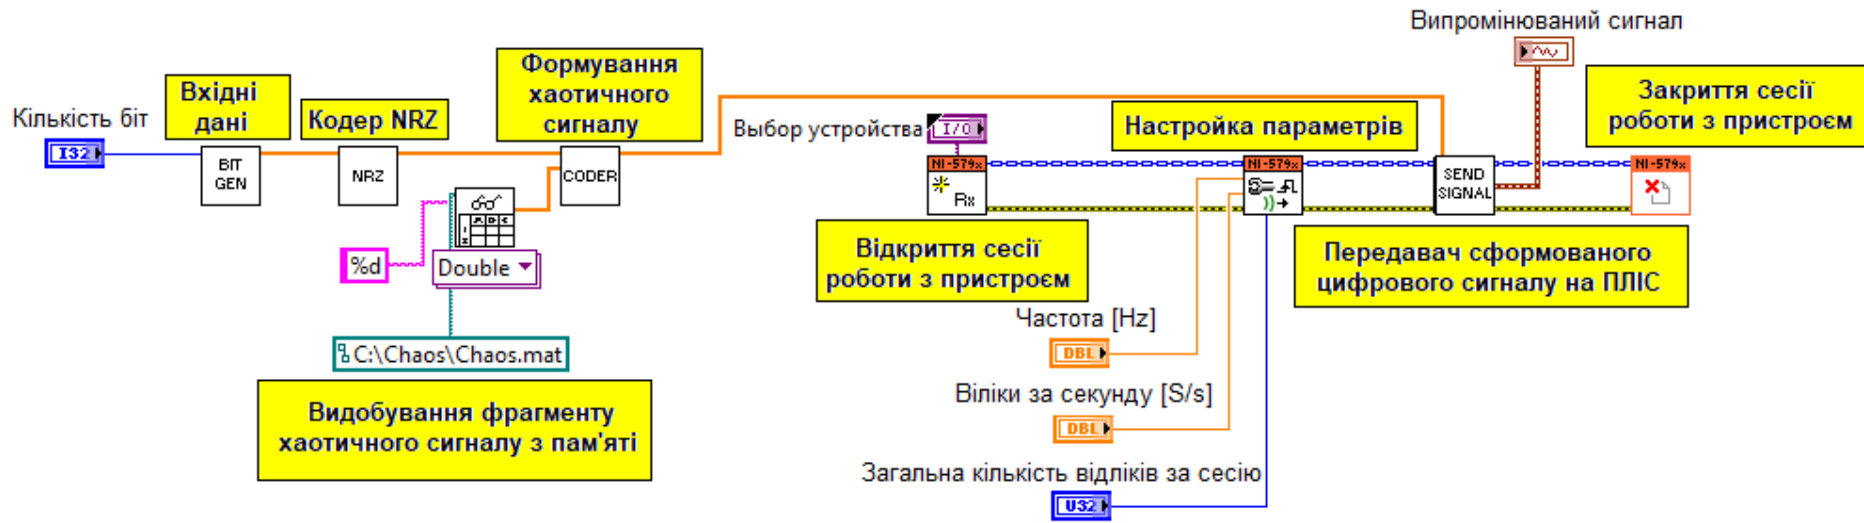 Випромінюваний сигнал
Формування
хаотичного
сигналу
Вхідні
дані
Кодер NRZ
Кількість біт
I32
BIT
GEN
NRZ
CODER
%d
Double
C:\Chaos\Chaos.mat
Видобування фрагменту
хаотичного сигналу з пам'яті
Выбор устройства
I/O
Настройка параметрів
Закриття сесії
роботи з пристроєм
NI-579x
Rx
NI-579x
SEND
SIGNAL
NI-579x
Відкриття сесії
роботи з пристроєм
Передавач сформованого
цифрового сигналу на ПЛІС
Частота [Hz]
DBL
Віліки за секунду [S/s]
DBL
Загальна кількість відліків за сесію
U32